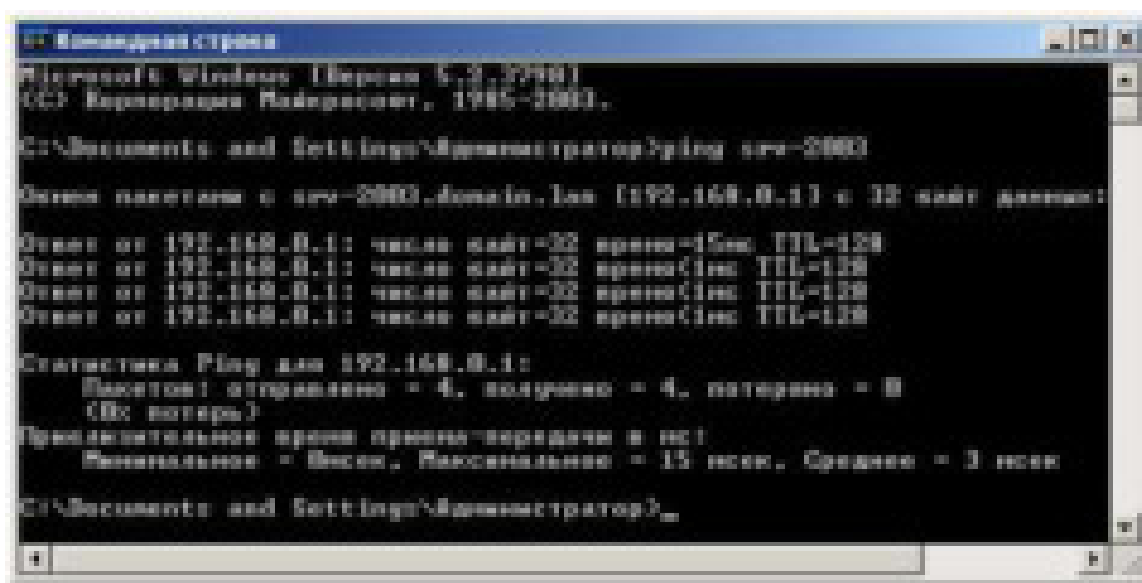 Командная строка
Microsoft Windows [Версия 5.2.3790]
(C) Корпорация Майкрософт, 1985-2003.
C:\Documents and Settings\Администратор>ping srv-2003
Обмен пакетами с srv-2003.domain.lan [192.168.0.1] с 32 байт данных:
Ответ от 192.168.0.1: число байт=32 время=15мс TTL=128
Ответ от 192.168.0.1: число байт=32 время<1мс TTL=128
Ответ от 192.168.0.1: число байт=32 время<1мс TTL=128
Ответ от 192.168.0.1: число байт=32 время<1мс TTL=128
Статистика Ping для 192.168.0.1:
Пакетов: отправлено = 4, получено = 4, потеряно = 0
(0% потерь)
Приблизительное время приема-передачи в мс:
Минимальное = 0мсек, Максимальное = 15 мсек, Среднее = 3 мсек
C:\Documents and Settings\Администратор>_